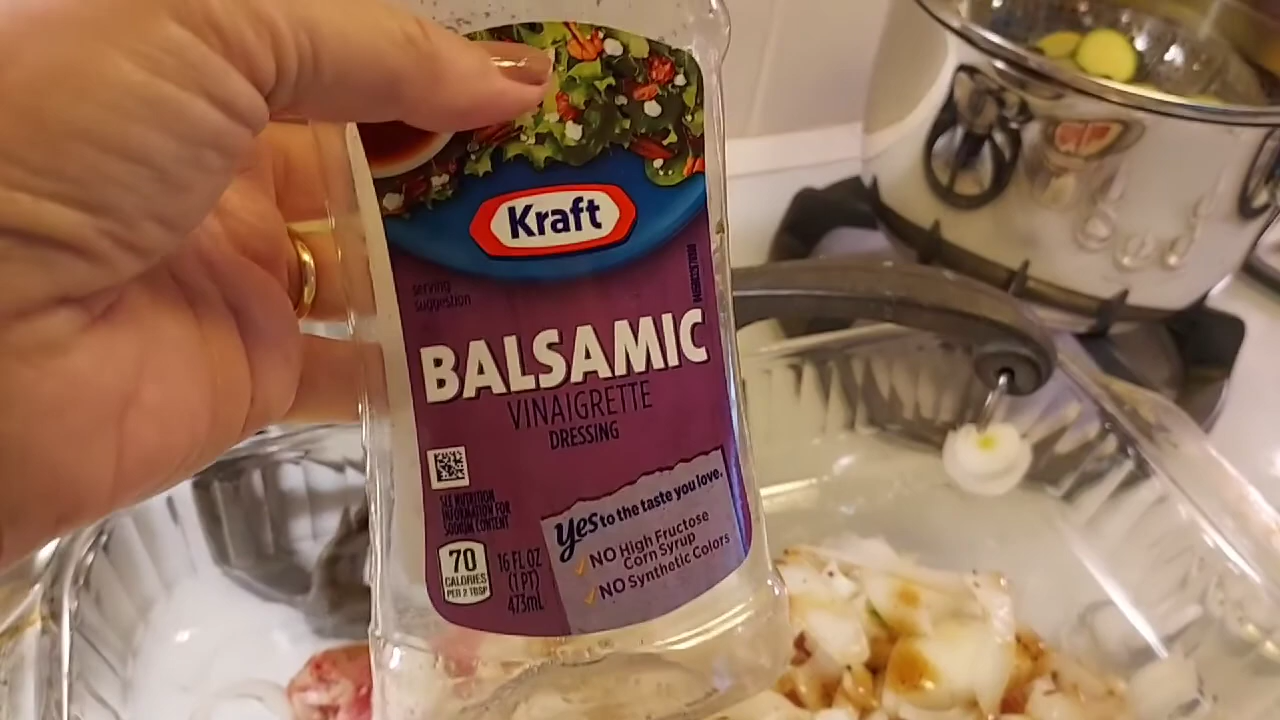 Kraft
serving
suggestion
BALSAMIC
VINAIGRETTE
DRESSING
SEE NUTRITION
INFORMATION FOR
SODIUM CONTENT
70
CALORIES
PER 2 TBSP
16 FL OZ
(1 PT)
473mL
Yes to the taste you love.
NO High Fructose
Corn Syrup
NO Synthetic Colors